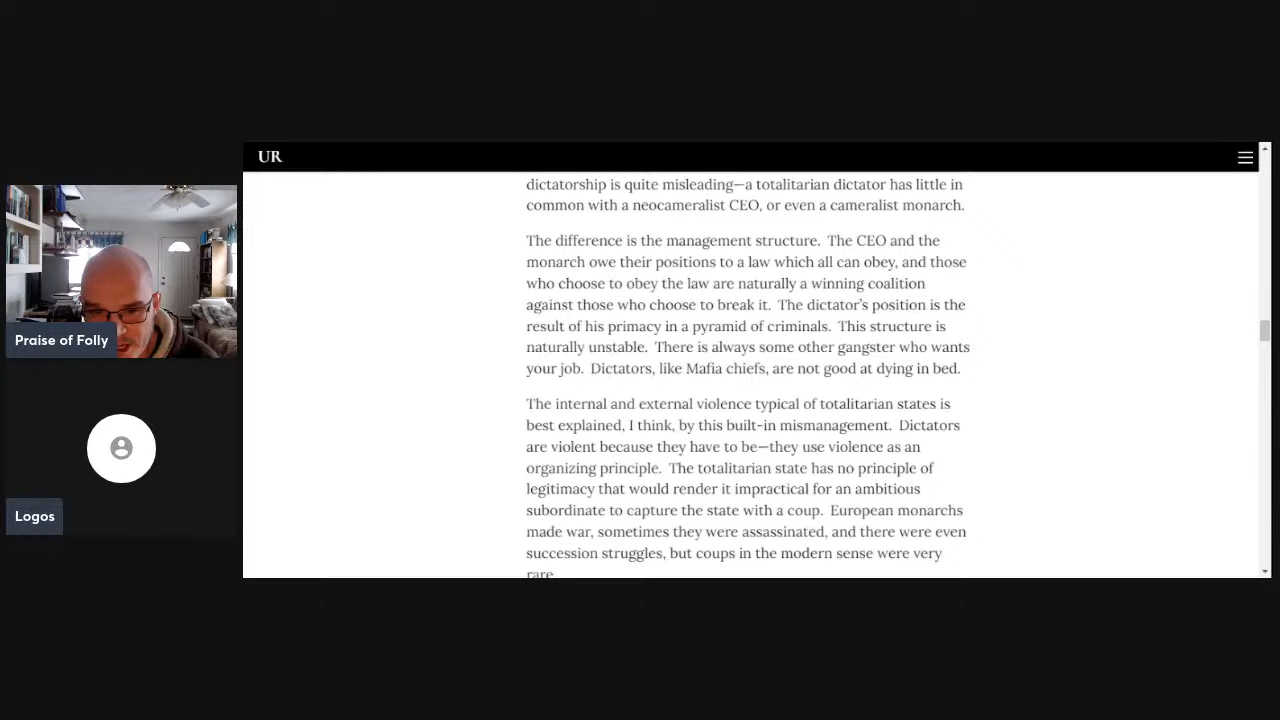 UR
dictatorship is quite misleading—a totalitarian dictator has little in
common with a neocameralist CEO, or even a cameralist monarch.
The difference is the management structure. The CEO and the
monarch owe their positions to a law which all can obey, and those
who choose to obey the law are naturally a winning coalition
against those who choose to break it. The dictator’s position is the
result of his primacy in a pyramid of criminals. This structure is
naturally unstable. There is always some other gangster who wants
your job. Dictators, like Mafia chiefs, are not good at dying in bed.
The internal and external violence typical of totalitarian states is
best explained, I think, by this built-in mismanagement. Dictators
are violent because they have to be—they use violence as an
organizing principle. The totalitarian state has no principle of
legitimacy that would render it impractical for an ambitious
subordinate to capture the state with a coup. European monarchs
made war, sometimes they were assassinated, and there were even
succession struggles, but coups in the modern sense were very
rare
Praise of Folly
Logos